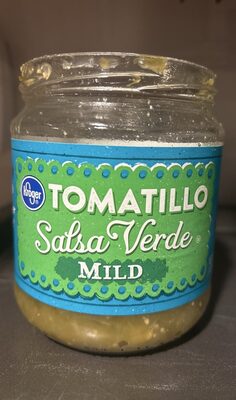 Kroger
TOMATILLO
Salsa Verde
MILD